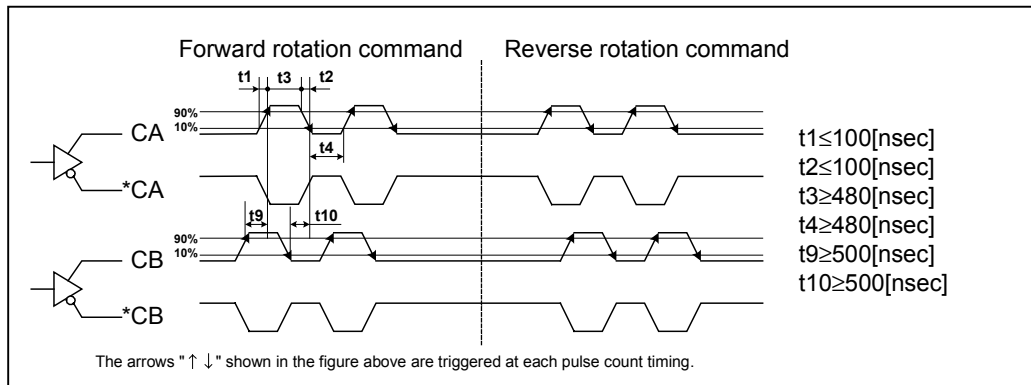 Forward rotation command
Reverse rotation command
t1 t3 t2
90%
10%
CA
t4
*CA
t9 t10
90%
10%
CB
*CB
t1≤100[nsec]
t2≤100[nsec]
t3≥480[nsec]
t4≥480[nsec]
t9≥500[nsec]
t10≥500[nsec]
The arrows "↑ ↓" shown in the figure above are triggered at each pulse count timing.